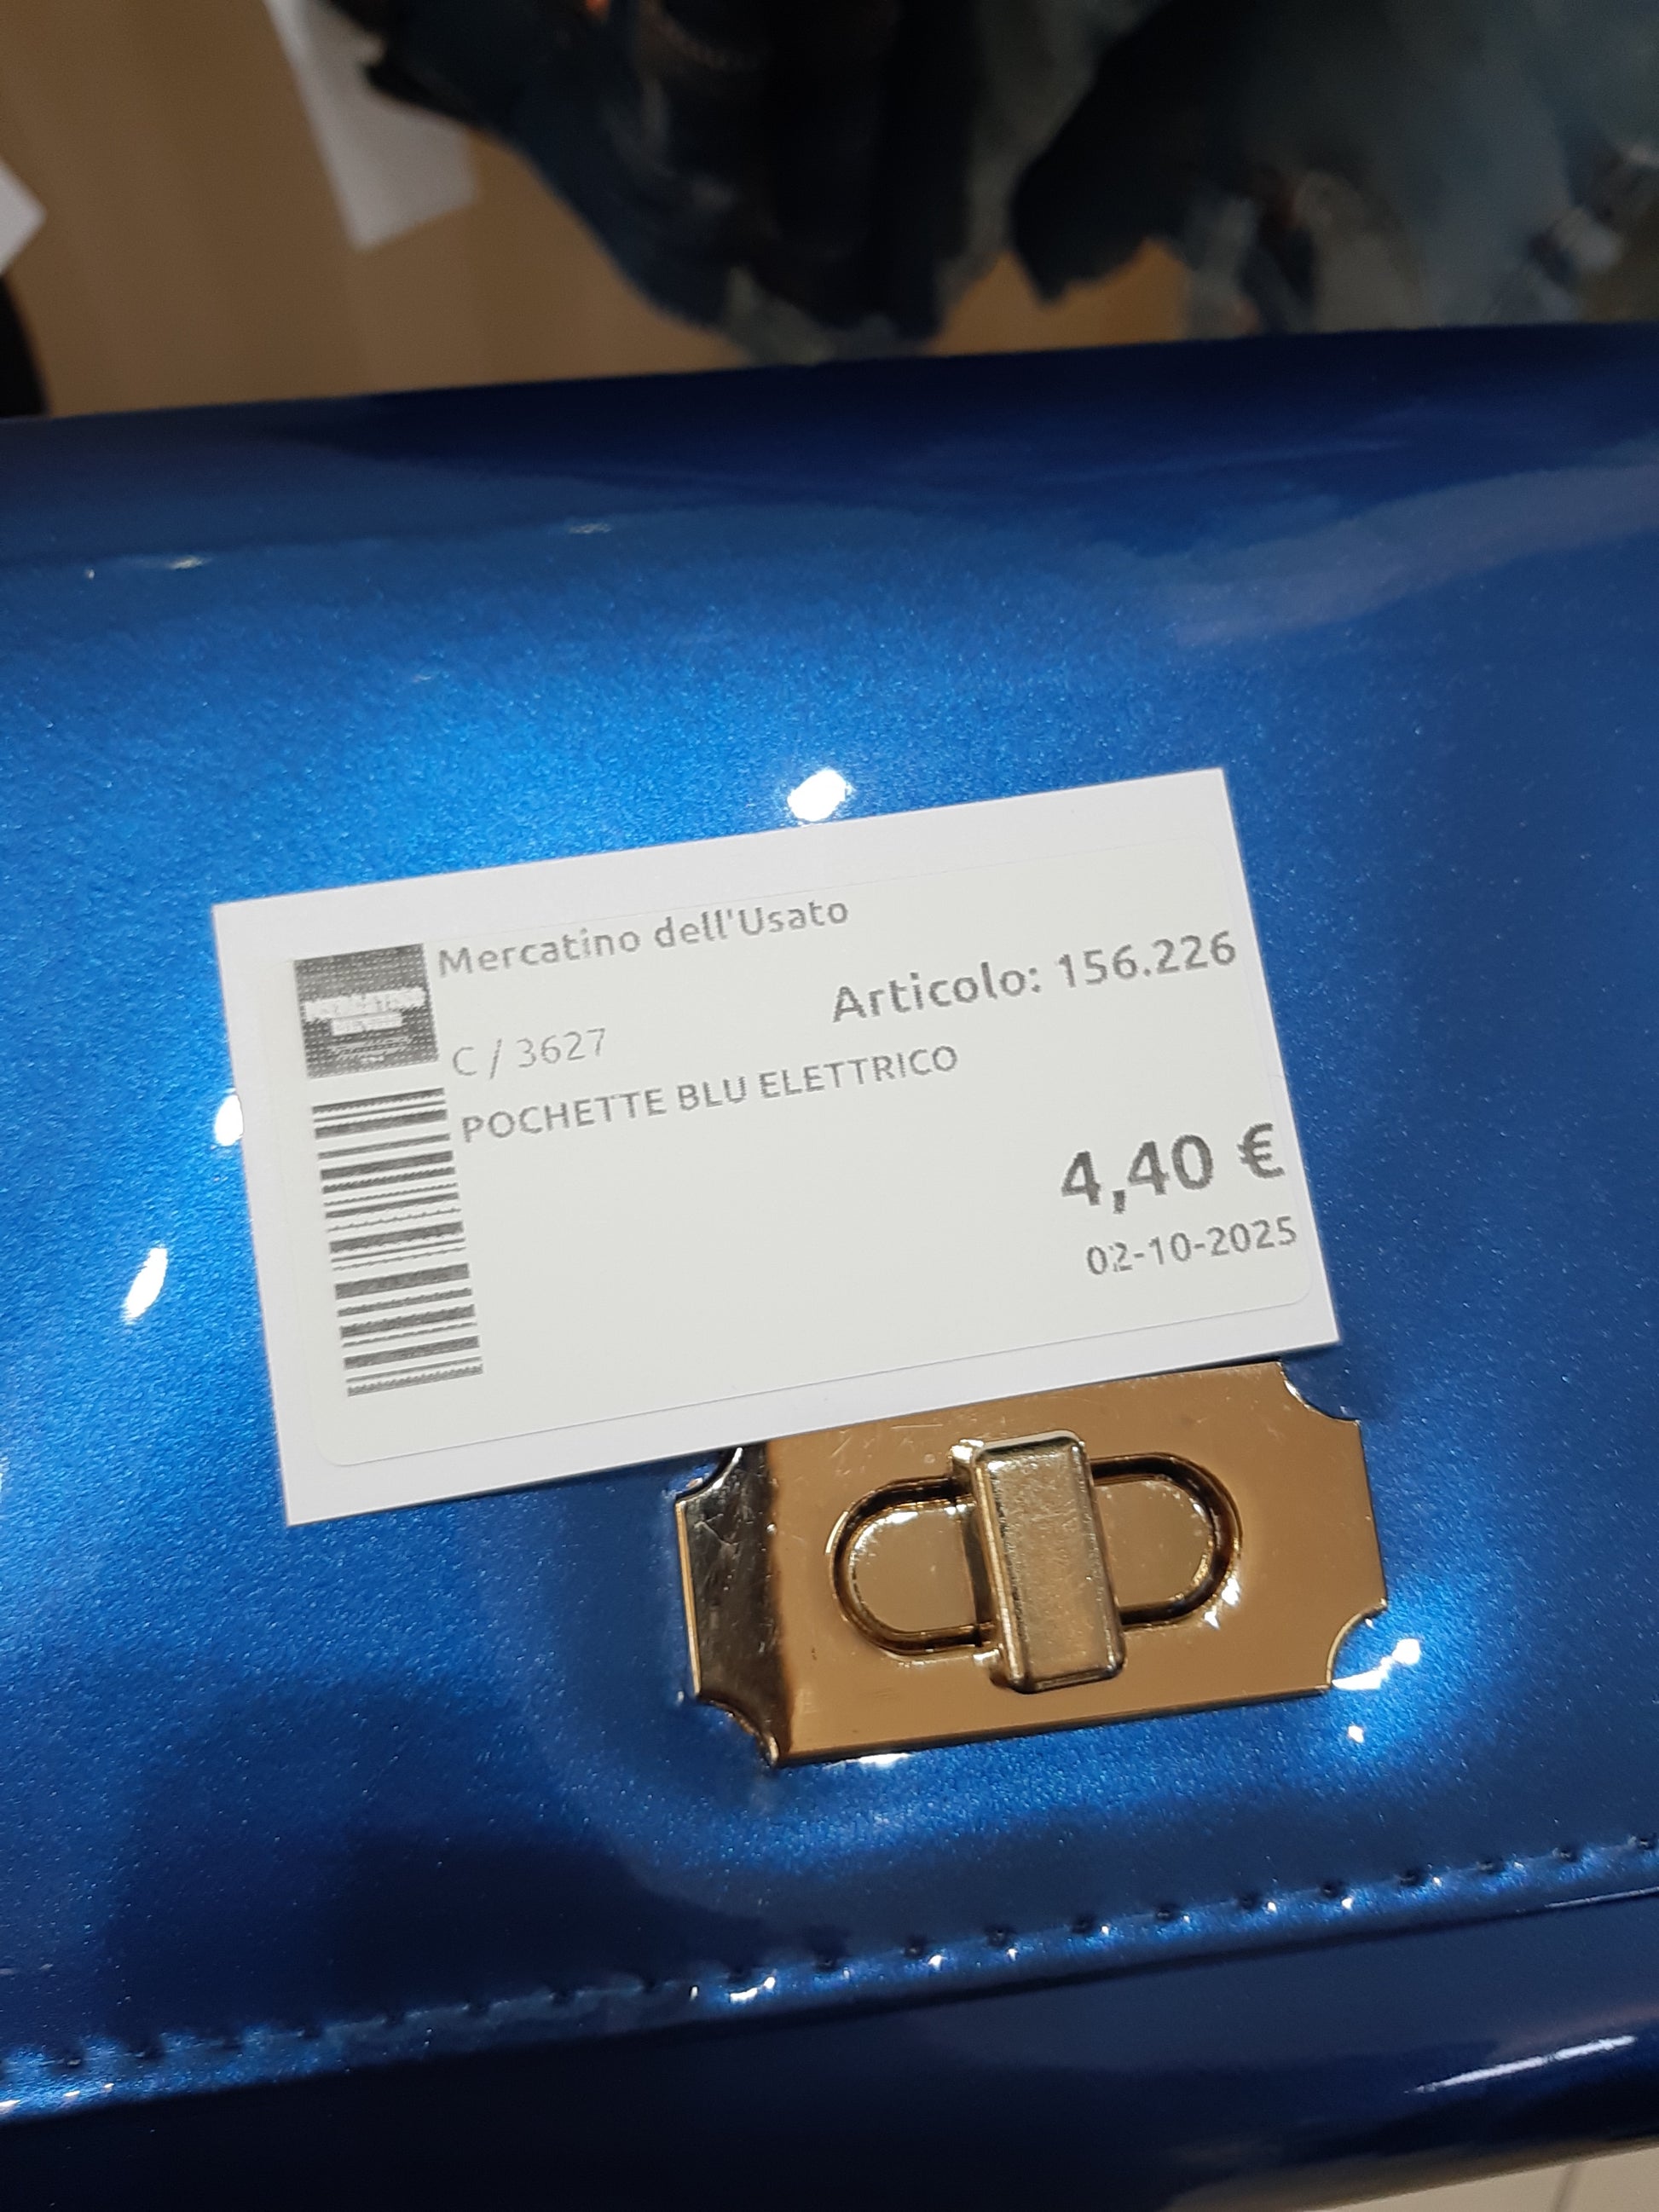 Mercatino dell'Usato
Articolo: 156.226
C / 3627
POCHETTE BLU ELETTRICO
4,40 €
02-10-2025